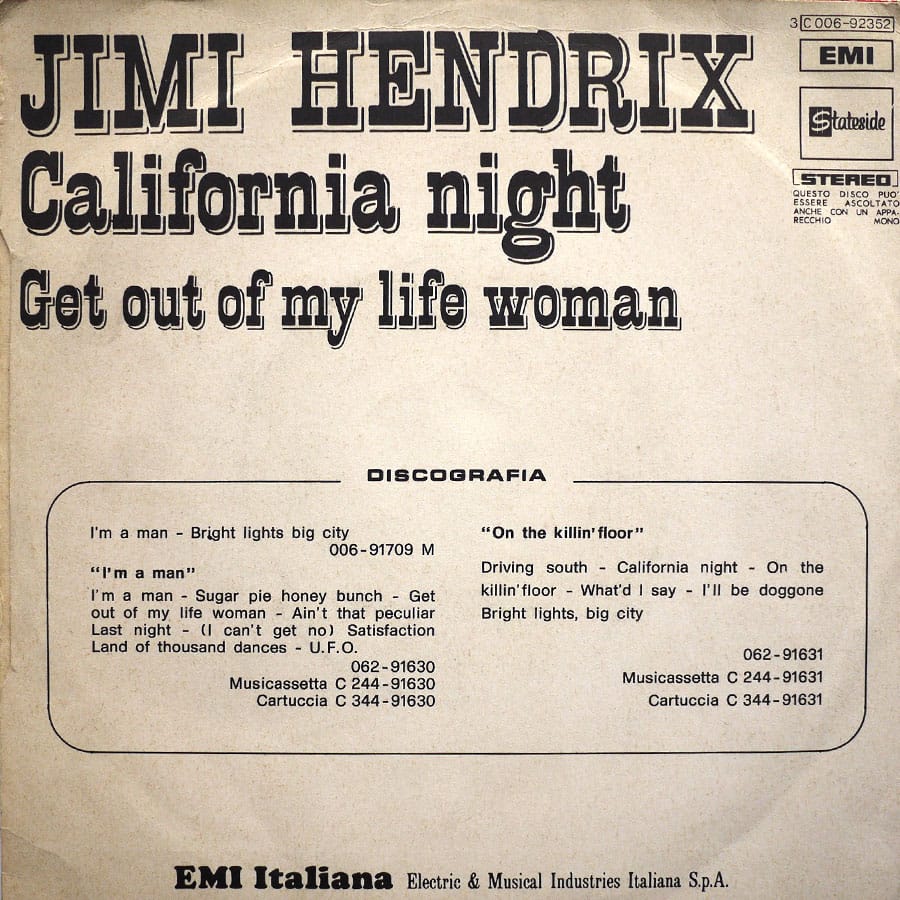 3 C 006-92352
JIMI HENDRIX
EMI
Stateside
California night
STEREO
QUESTO DISCO PUO'
ESSERE ASCOLTATO
ANCHE CON UN APPA-
RECCHIO MONO
Get out of my life woman
DISCOGRAFIA
I'm a man - Bright lights big city
006-91709 M
"I'm a man"
I'm a man - Sugar pie honey bunch - Get
out of my life woman - Ain't that peculiar
Last night - (I can't get no) Satisfaction
Land of thousand dances - U.F.O.
062-91630
Musicassetta C 244-91630
Cartuccia C 344-91630
"On the killin' floor"
Driving south - California night - On the
killin' floor - What'd I say - I'll be doggone
Bright lights, big city
062-91631
Musicassetta C 244-91631
Cartuccia C 344-91631
EMI Italiana Electric & Musical Industries Italiana S.p.A.